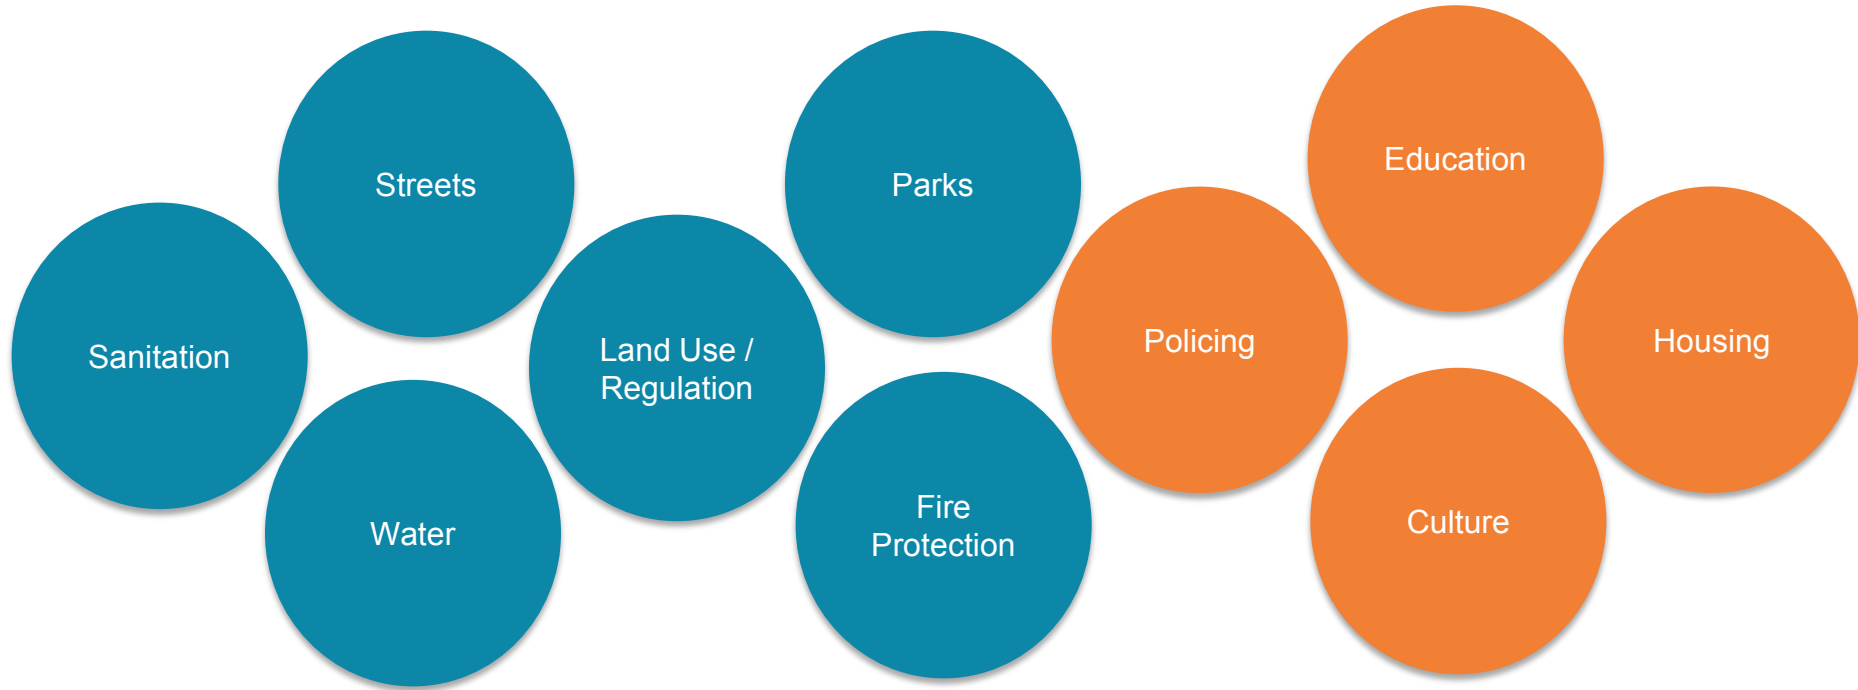 Streets
Parks
Education
Sanitation
Land Use /
Regulation
Policing
Housing
Water
Fire
Protection
Culture